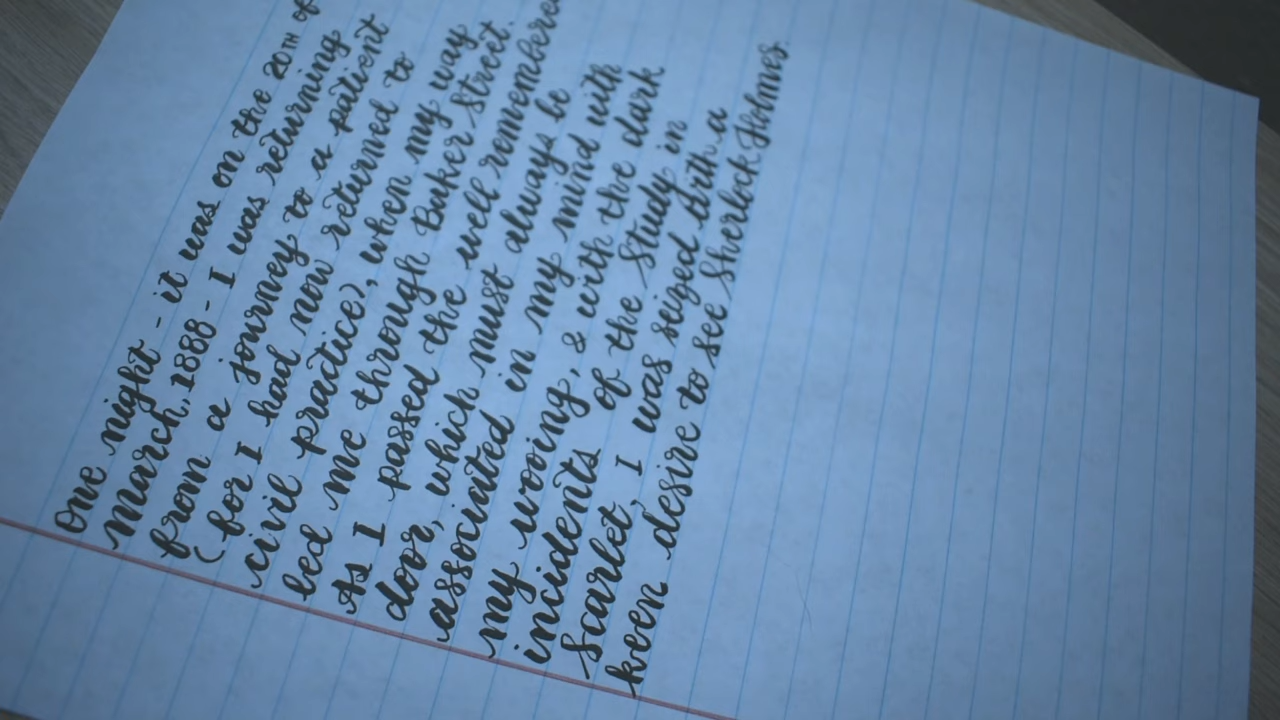 One night - it was on the 20TH of
march, 1888 - I was returning
from a journey to a patient
(for I had now returned to
civil practice), when my way
led me through Baker Street.
As I passed the well remembered
door, which must always be
associated in my mind with
my wooing, & with the dark
incidents of the Study in
Scarlet, I was seized with a
keen desire to see Sherlock Holmes.